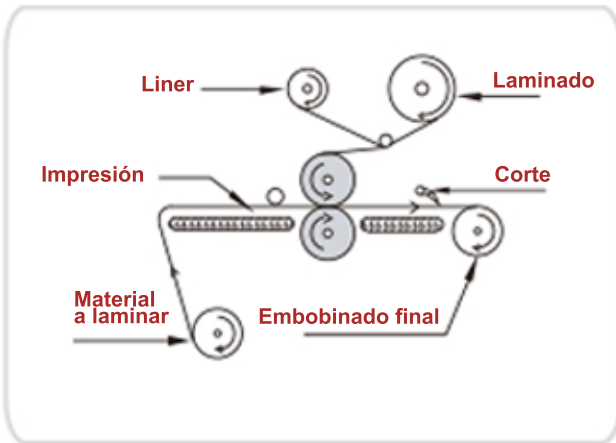 Liner
Laminado
Impresión
Corte
Material
a laminar
Embobinado final